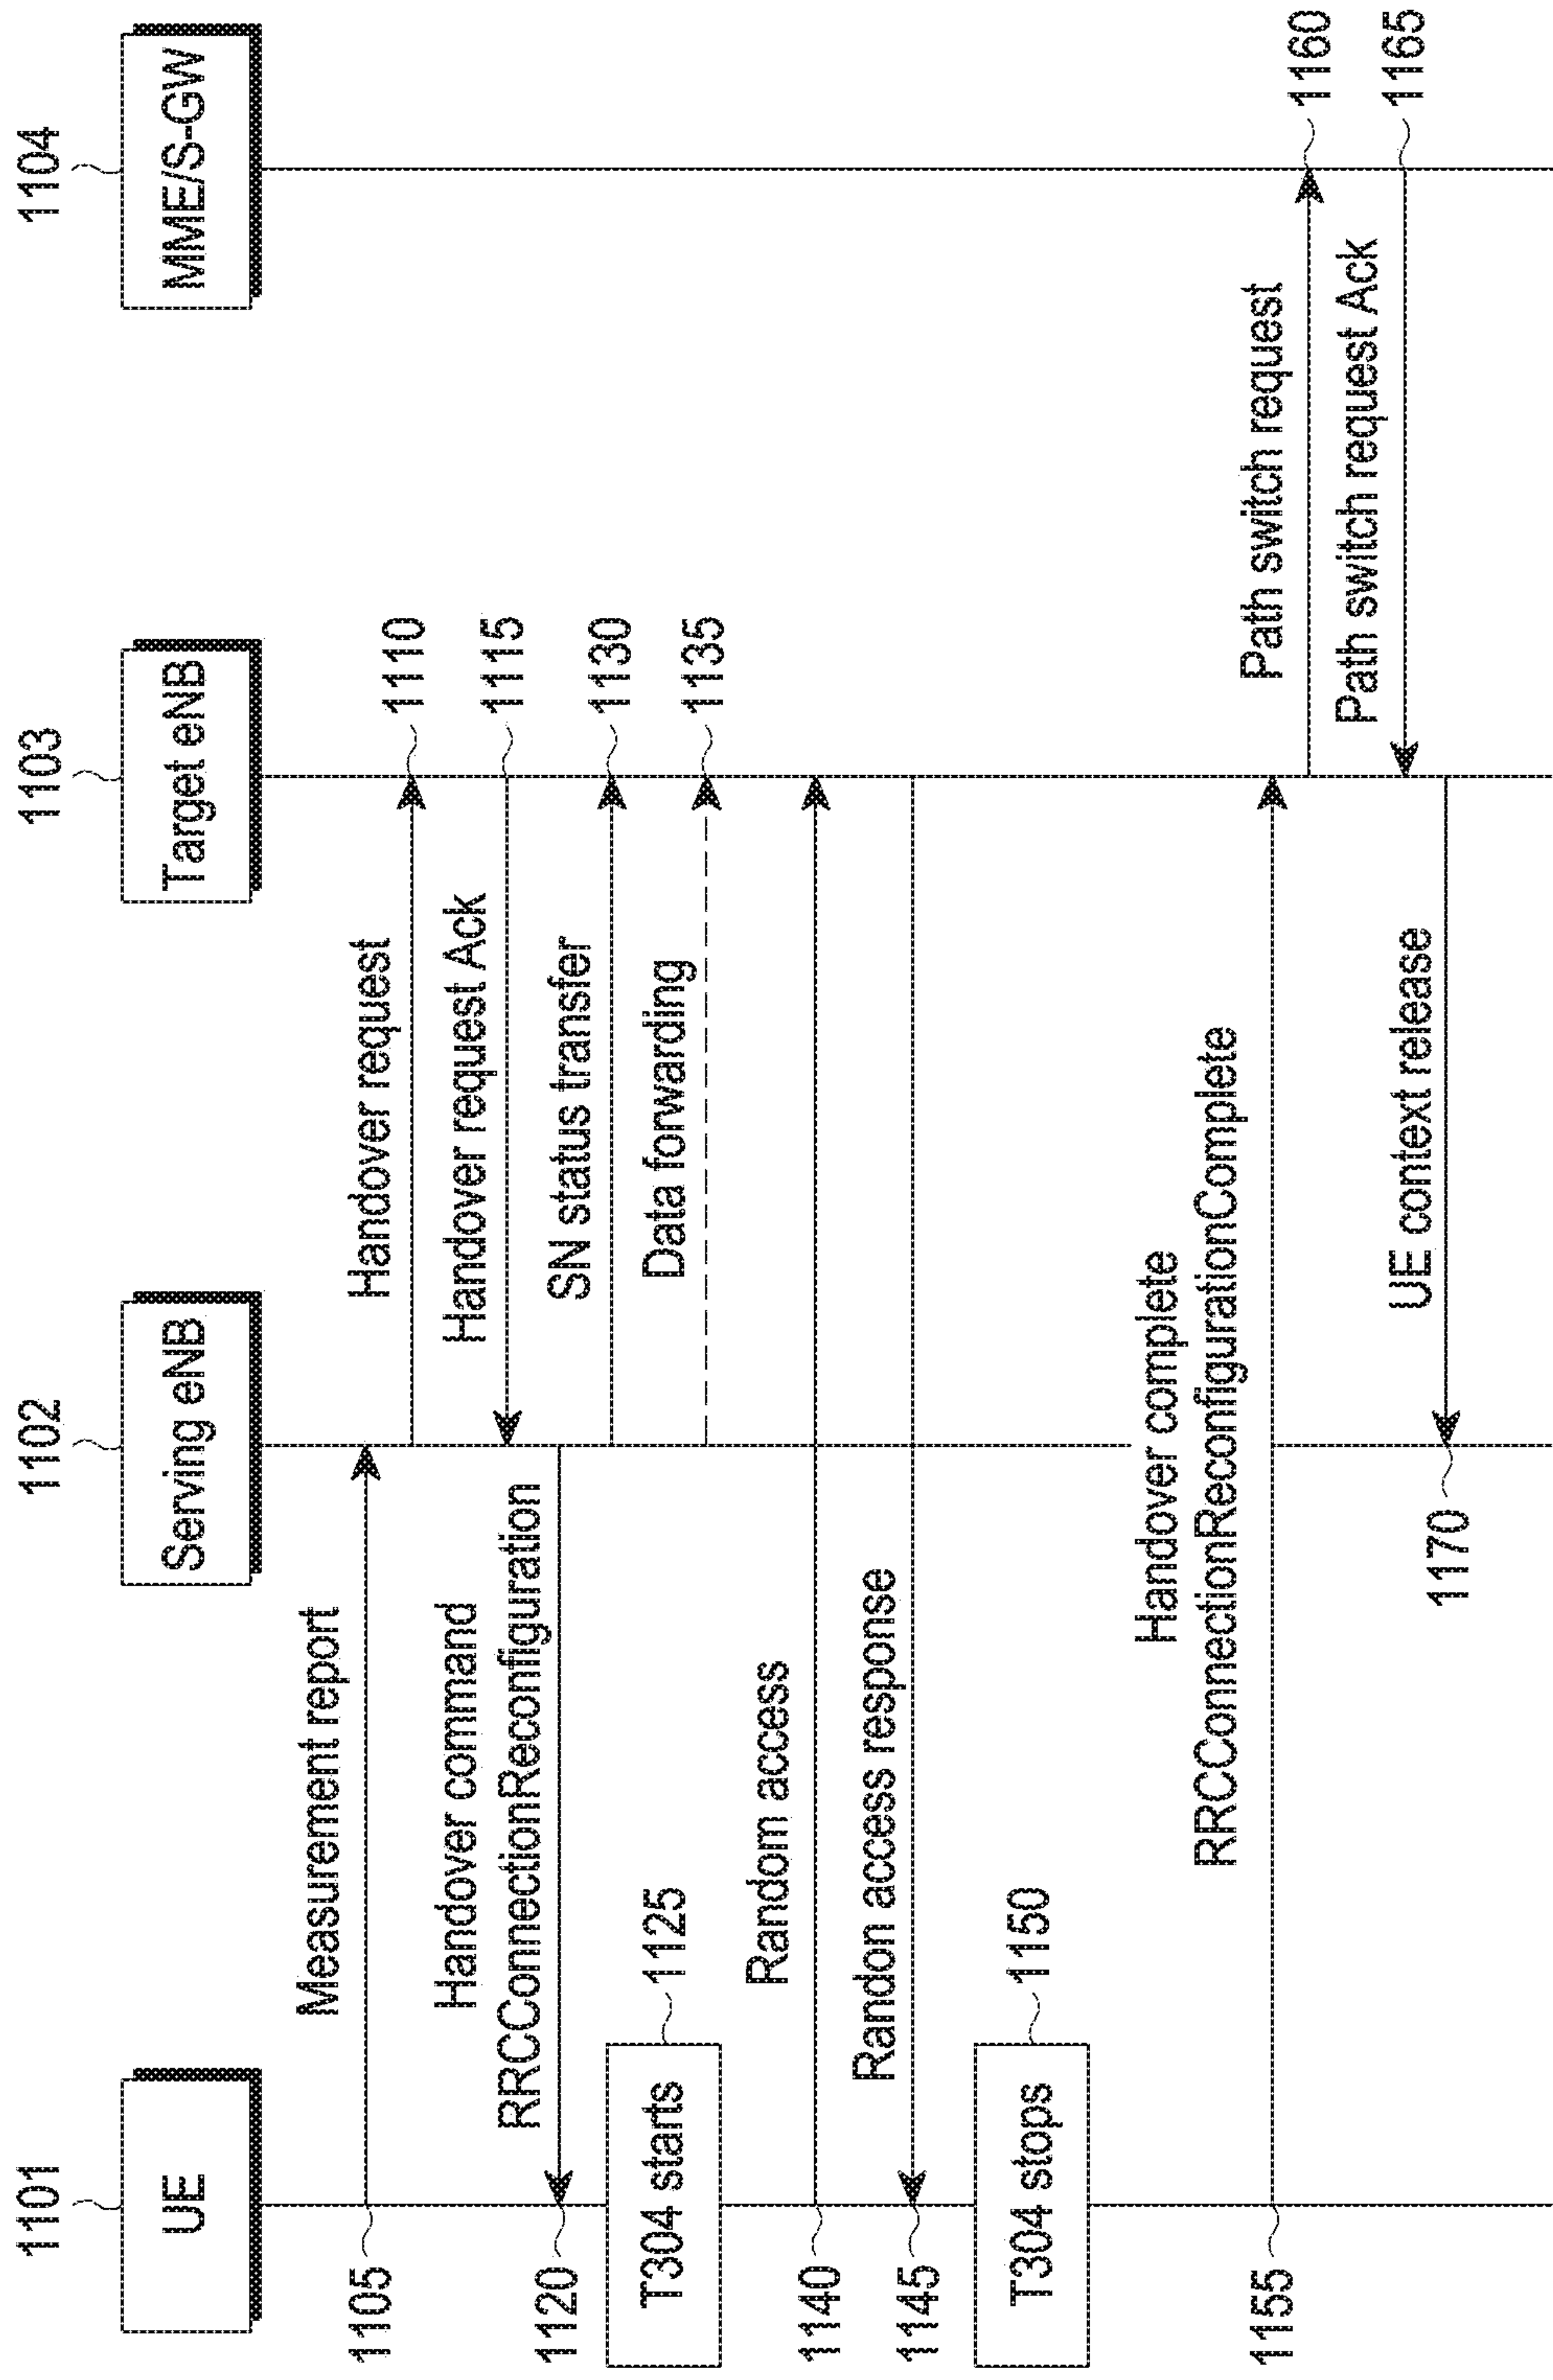 1101
1102
1103
1104
UE
Serving eNB
Target eNB
MME/S-GW
1105
Measurement report
Handover request
1110
Handover request Ack
1115
1120
Handover command
RRCConnectionReconfiguration
T304 starts
1125
SN status transfer
1130
Data forwarding
1135
1140
Random access
1145
Randon access response
T304 stops
1150
1155
Handover complete
RRCConnectionReconfigurationComplete
Path switch request
1160
Path switch request Ack
1165
UE context release
1170